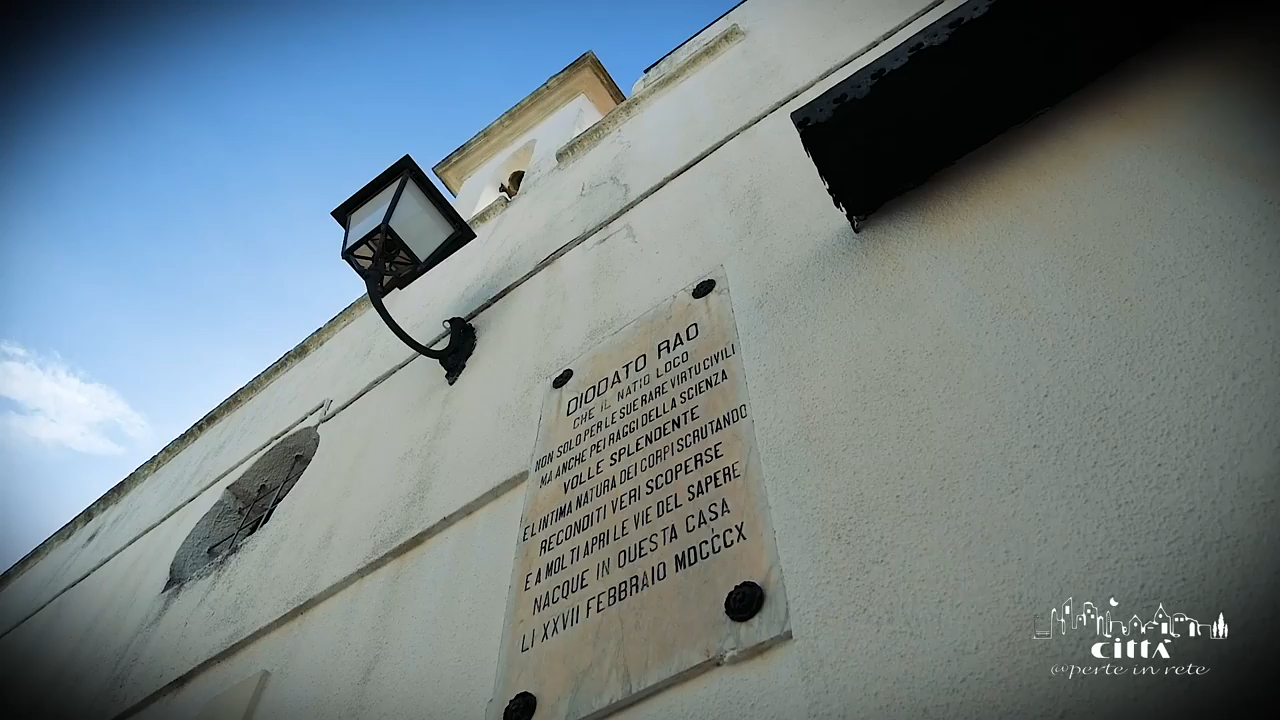 DIODATO RAO
CHE IL NATIO LOCO
NON SOLO PER LE SUE RARE VIRTU CIVILI
MA ANCHE PEI RAGGI DELLA SCIENZA
VOLLE SPLENDENTE
E L INTIMA NATURA DEI CORPI SCRUTANDO
RECONDITI VERI SCOPERSE
E A MOLTI APRI LE VIE DEL SAPERE
NACQUE IN QUESTA CASA
LI XXVII FEBBRAIO MDCCCX
CITTÀ
@perte in rete